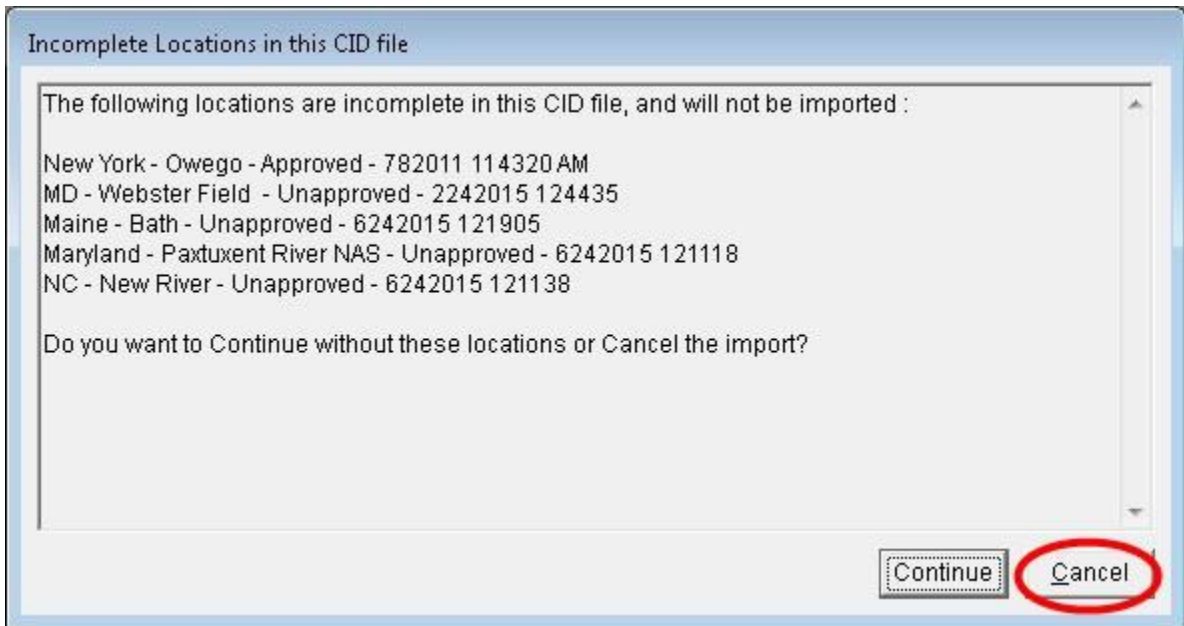 Incomplete Locations in this CID file
The following locations are incomplete in this CID file, and will not be imported :
New York - Owego - Approved - 782011 114320 AM
MD - Webster Field  - Unapproved - 2242015 124435
Maine - Bath - Unapproved - 6242015 121905
Maryland - Paxtuxent River NAS - Unapproved - 6242015 121118
NC - New River - Unapproved - 6242015 121138
Do you want to Continue without these locations or Cancel the import?
Continue
Cancel